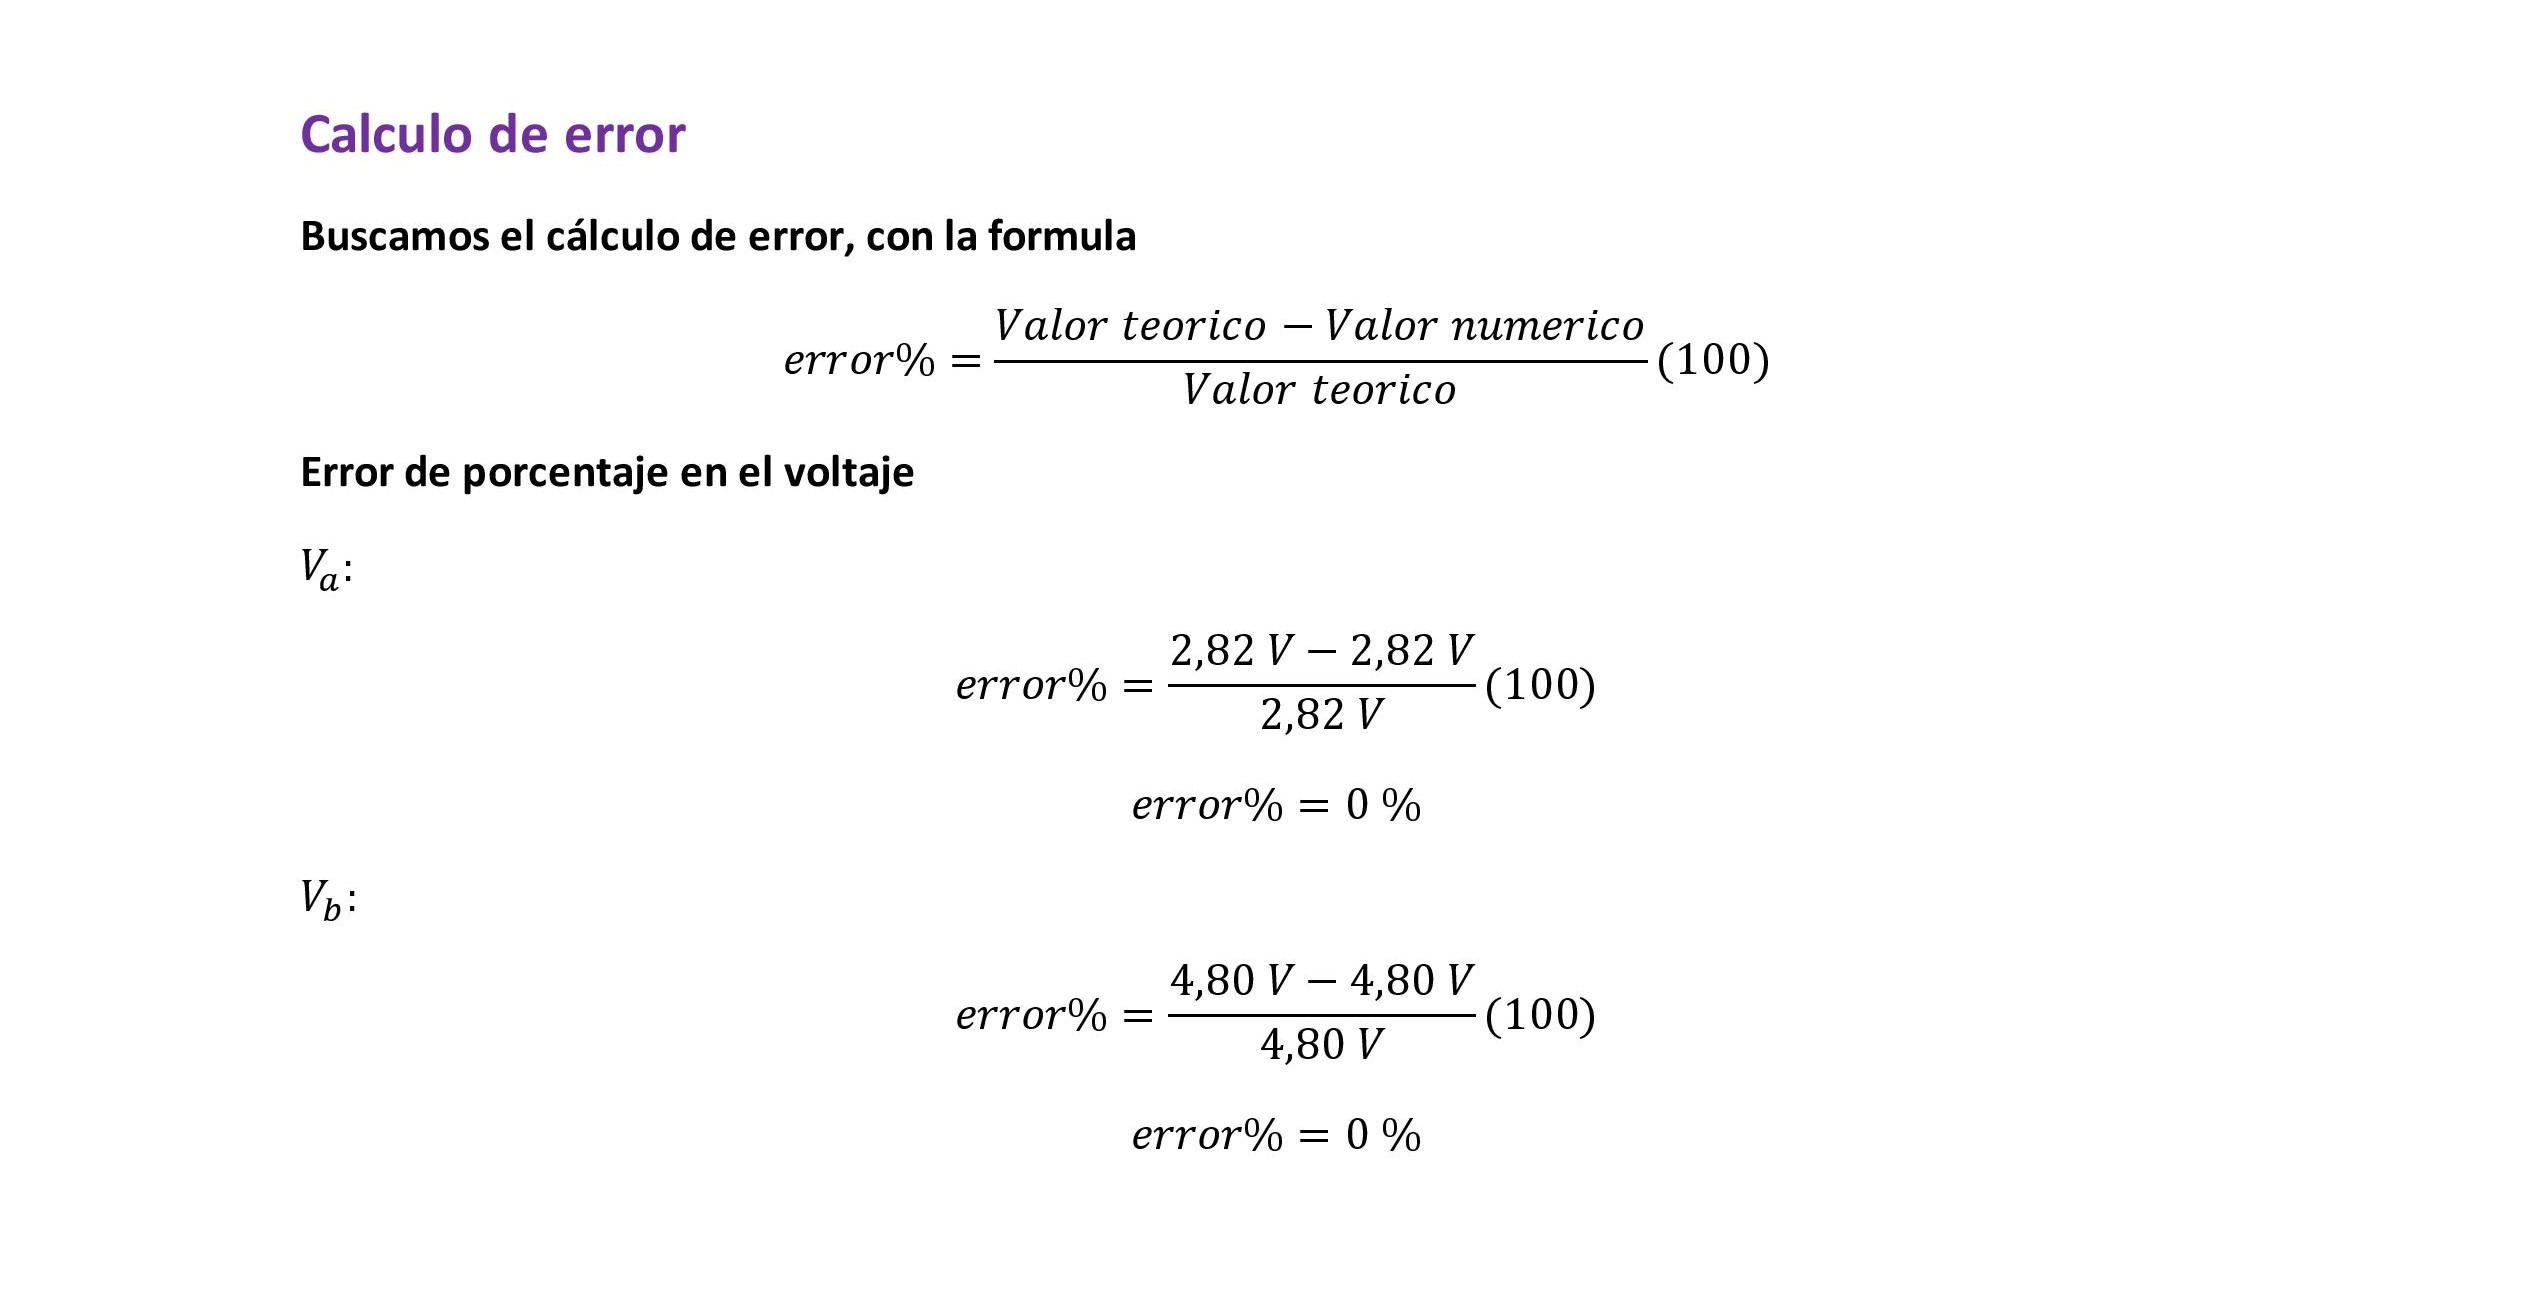 Calculo de error
Buscamos el cálculo de error, con la formula
error% = \frac{Valor teorico − Valor numerico}{Valor teorico} (100)
Error de porcentaje en el voltaje
V_a:
error% = \frac{2,82 V − 2,82 V}{2,82 V} (100)
error% = 0 %
V_b:
error% = \frac{4,80 V − 4,80 V}{4,80 V} (100)
error% = 0 %